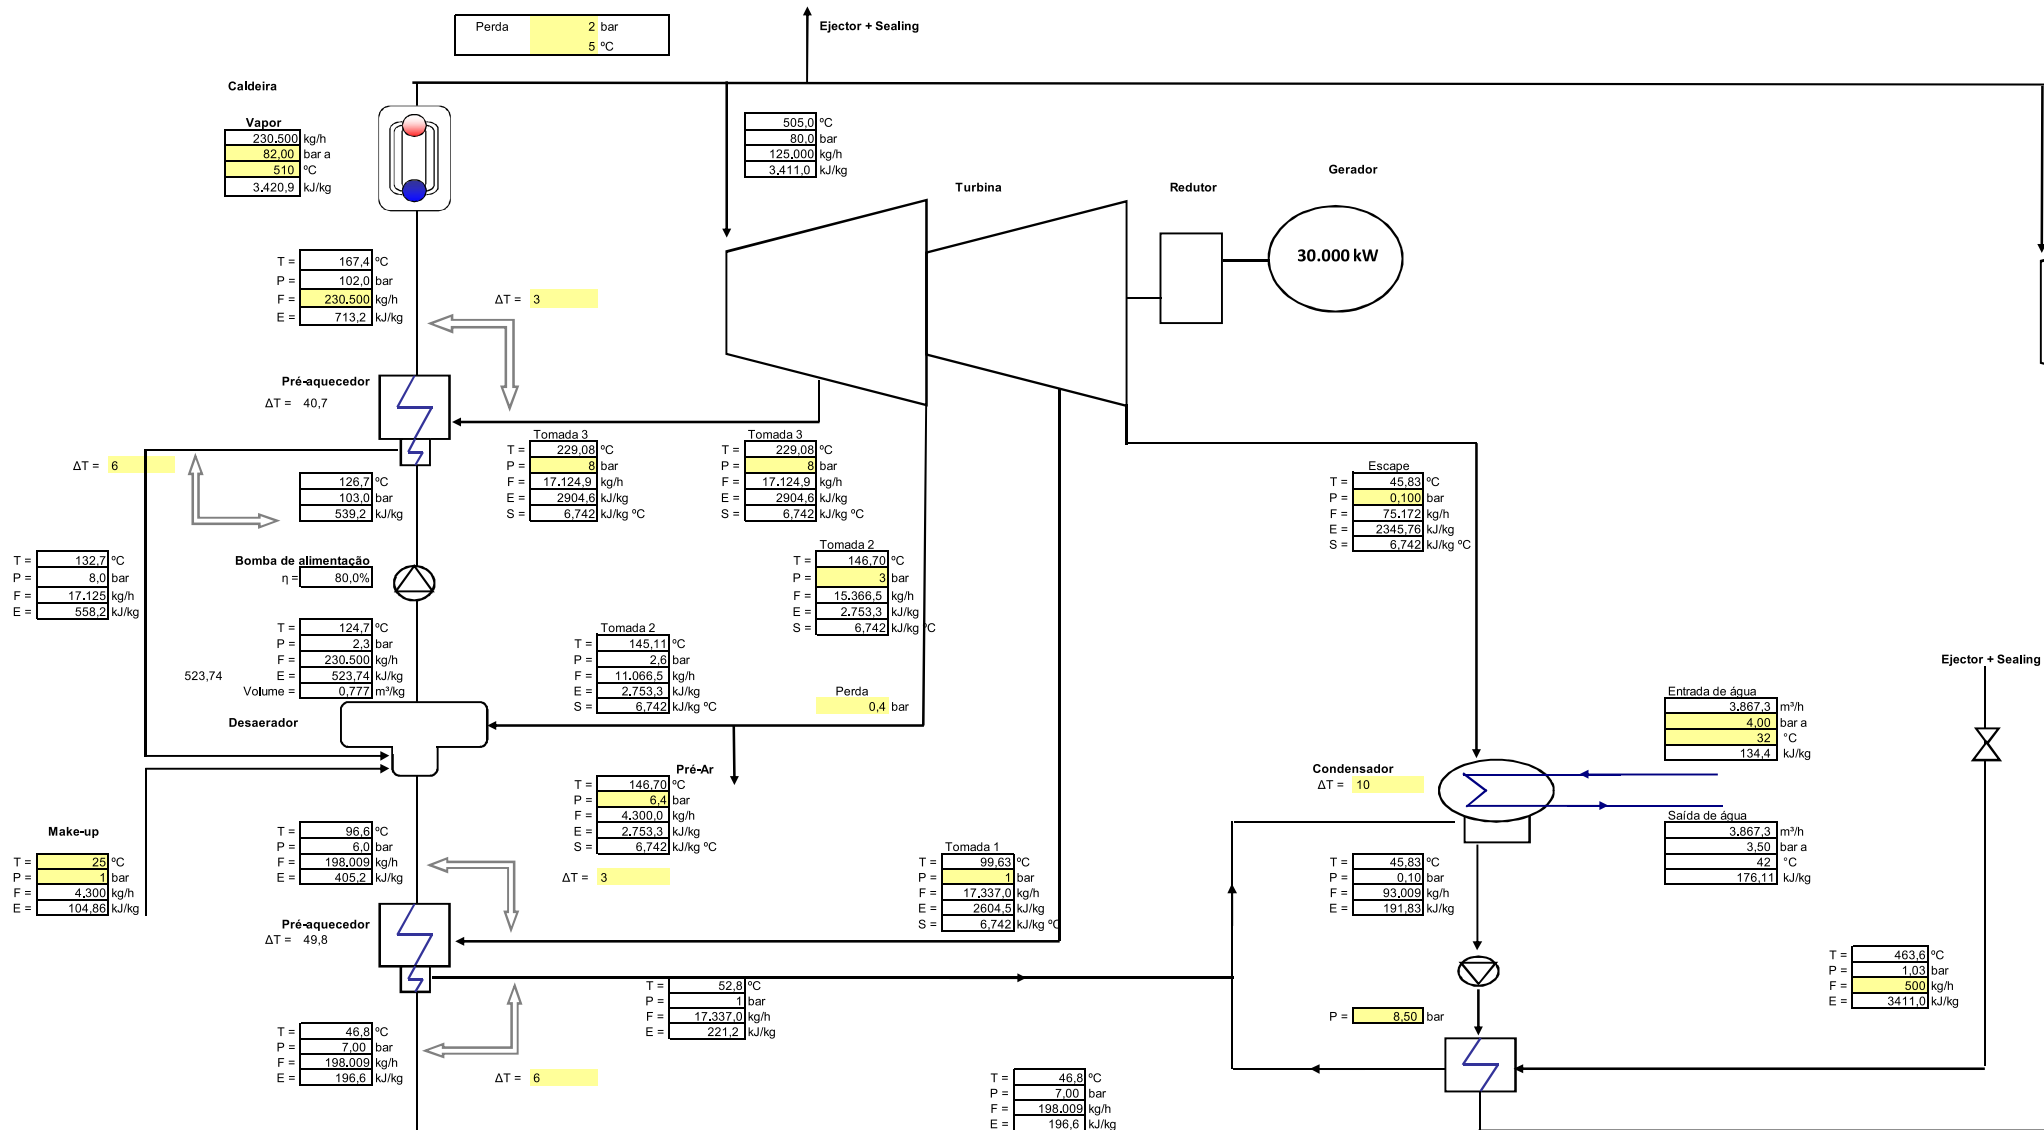 Perda 2 bar
5 ºC
Ejector + Sealing
Caldeira
Vapor
230.500 kg/h
82,00 bar a
510 ºC
3.420,9 kJ/kg
505,0 ºC
80,0 bar
125.000 kg/h
3.411,0 kJ/kg
Turbina
Redutor
Gerador
30.000 kW
T = 167,4 ºC
P = 102,0 bar
F = 230.500 kg/h
E = 713,2 kJ/kg
ΔT = 3
Pré-aquecedor
ΔT = 40,7
ΔT = 6
126,7 ºC
103,0 bar
539,2 kJ/kg
Tomada 3
T = 229,08 ºC
P = 8 bar
F = 17.124,9 kg/h
E = 2904,6 kJ/kg
S = 6,742 kJ/kg ºC
Tomada 3
T = 229,08 ºC
P = 8 bar
F = 17.124,9 kg/h
E = 2904,6 kJ/kg
S = 6,742 kJ/kg ºC
Escape
T = 45,83 ºC
P = 0,100 bar
F = 75.172 kg/h
E = 2345,76 kJ/kg
S = 6,742 kJ/kg ºC
T = 132,7 ºC
P = 8,0 bar
F = 17.125 kg/h
E = 558,2 kJ/kg
Bomba de alimentação
η = 80,0%
Tomada 2
T = 146,70 ºC
P = 3 bar
F = 15.366,5 kg/h
E = 2.753,3 kJ/kg
S = 6,742 kJ/kg ºC
T = 124,7 ºC
P = 2,3 bar
F = 230.500 kg/h
523,74 E = 523,74 kJ/kg
Volume = 0,777 m³/kg
Tomada 2
T = 145,11 ºC
P = 2,6 bar
F = 11.066,5 kg/h
E = 2.753,3 kJ/kg
S = 6,742 kJ/kg ºC
Perda
0,4 bar
Desaerador
Ejector + Sealing
Entrada de água
3.867,3 m³/h
4,00 bar a
32 °C
134,4 kJ/kg
Pré-Ar
T = 146,70 ºC
P = 6,4 bar
F = 4.300,0 kg/h
E = 2.753,3 kJ/kg
S = 6,742 kJ/kg ºC
Condensador
ΔT = 10
Saída de água
3.867,3 m³/h
3,50 bar a
42 °C
176,11 kJ/kg
Make-up
T = 25 ºC
P = 1 bar
F = 4,300 kg/h
E = 104,86 kJ/kg
T = 96,6 ºC
P = 6,0 bar
F = 198.009 kg/h
E = 405,2 kJ/kg
ΔT = 3
Tomada 1
T = 99,63 ºC
P = 1 bar
F = 17.337,0 kg/h
E = 2604,5 kJ/kg
S = 6,742 kJ/kg ºC
T = 45,83 ºC
P = 0,10 bar
F = 93,009 kg/h
E = 191,83 kJ/kg
Pré-aquecedor
ΔT = 49,8
T = 52,8 ºC
P = 1 bar
F = 17.337,0 kg/h
E = 221,2 kJ/kg
T = 463,6 ºC
P = 1,03 bar
F = 500 kg/h
E = 3411,0 kJ/kg
P = 8,50 bar
T = 46,8 ºC
P = 7,00 bar
F = 198.009 kg/h
E = 196,6 kJ/kg
ΔT = 6
T = 46,8 ºC
P = 7,00 bar
F = 198.009 kg/h
E = 196,6 kJ/kg